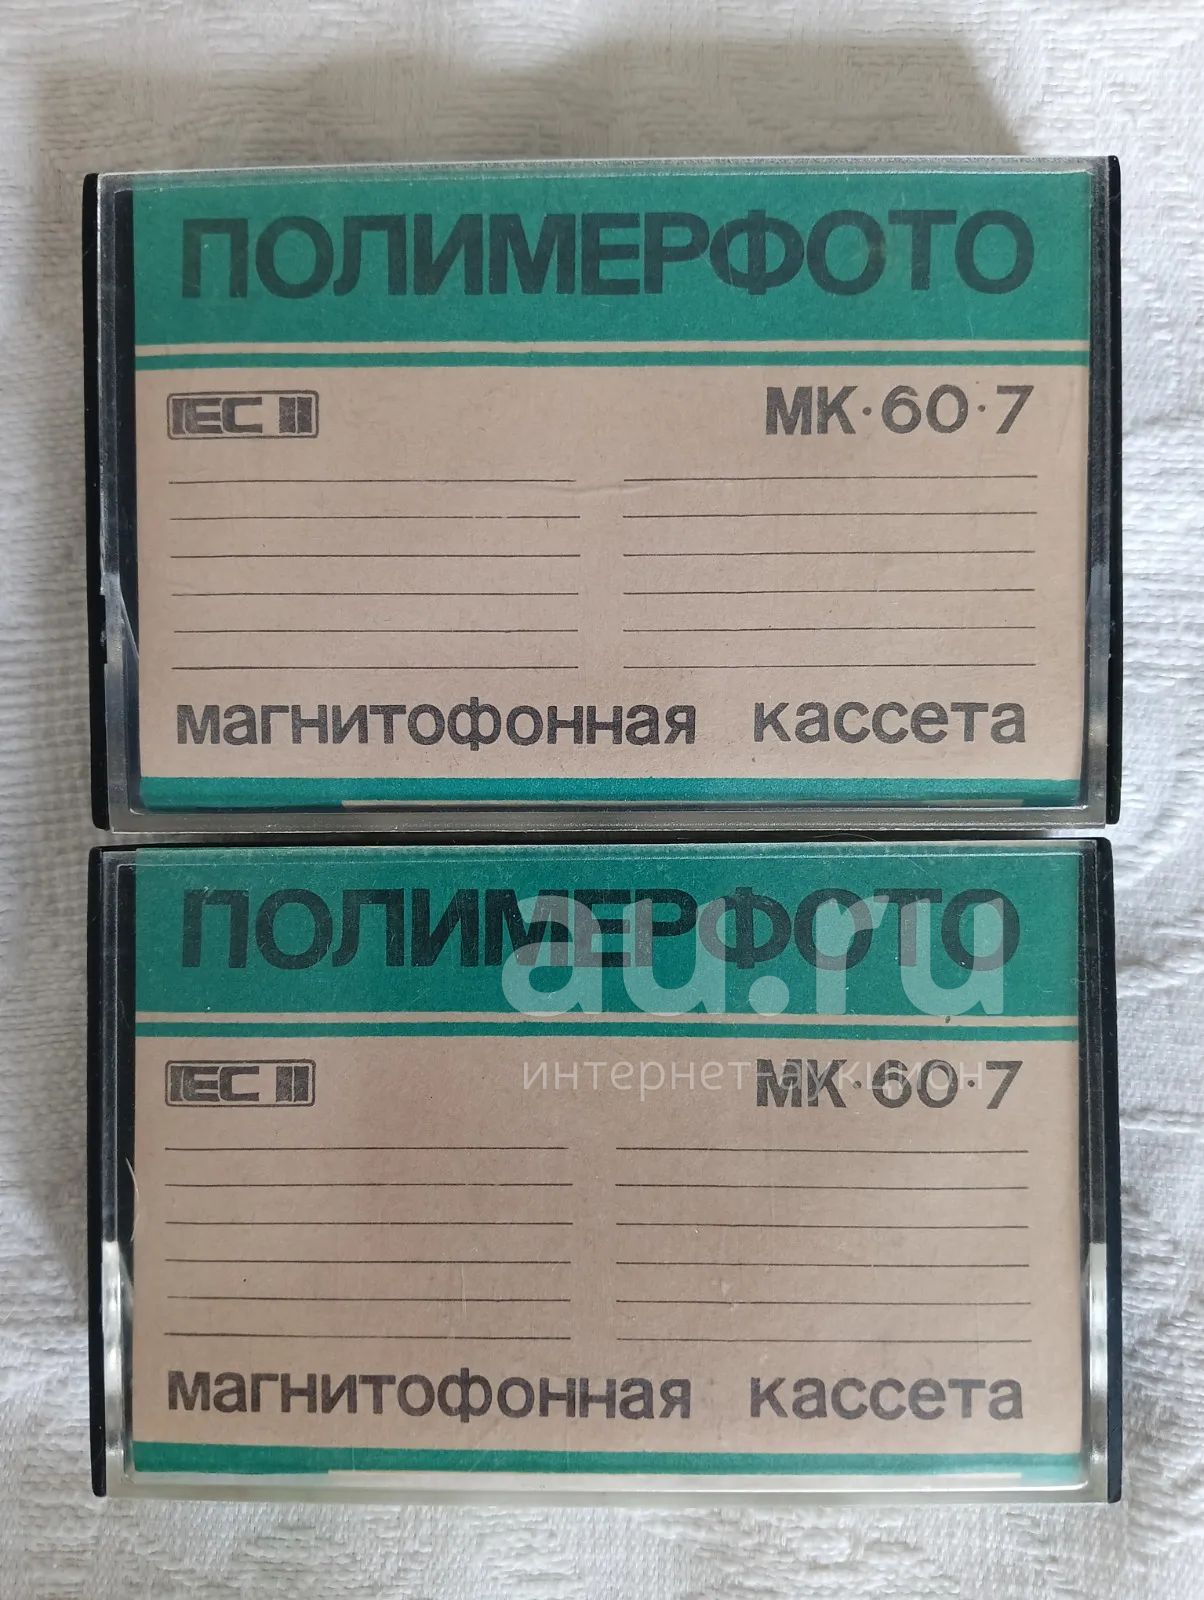 ПОЛИМЕРФОТО
IEC II МК·60·7
магнитофонная кассета
ПОЛИМЕРФОТО
au.ru
интернет-аукцион
IEC II МК·60·7
магнитофонная кассета